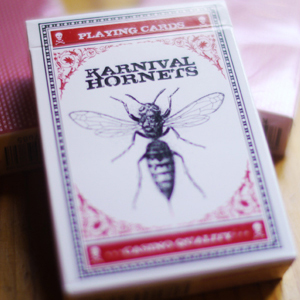 PLAYING CARDS
KARNIVAL
HORNETS
CASINO QUALITY